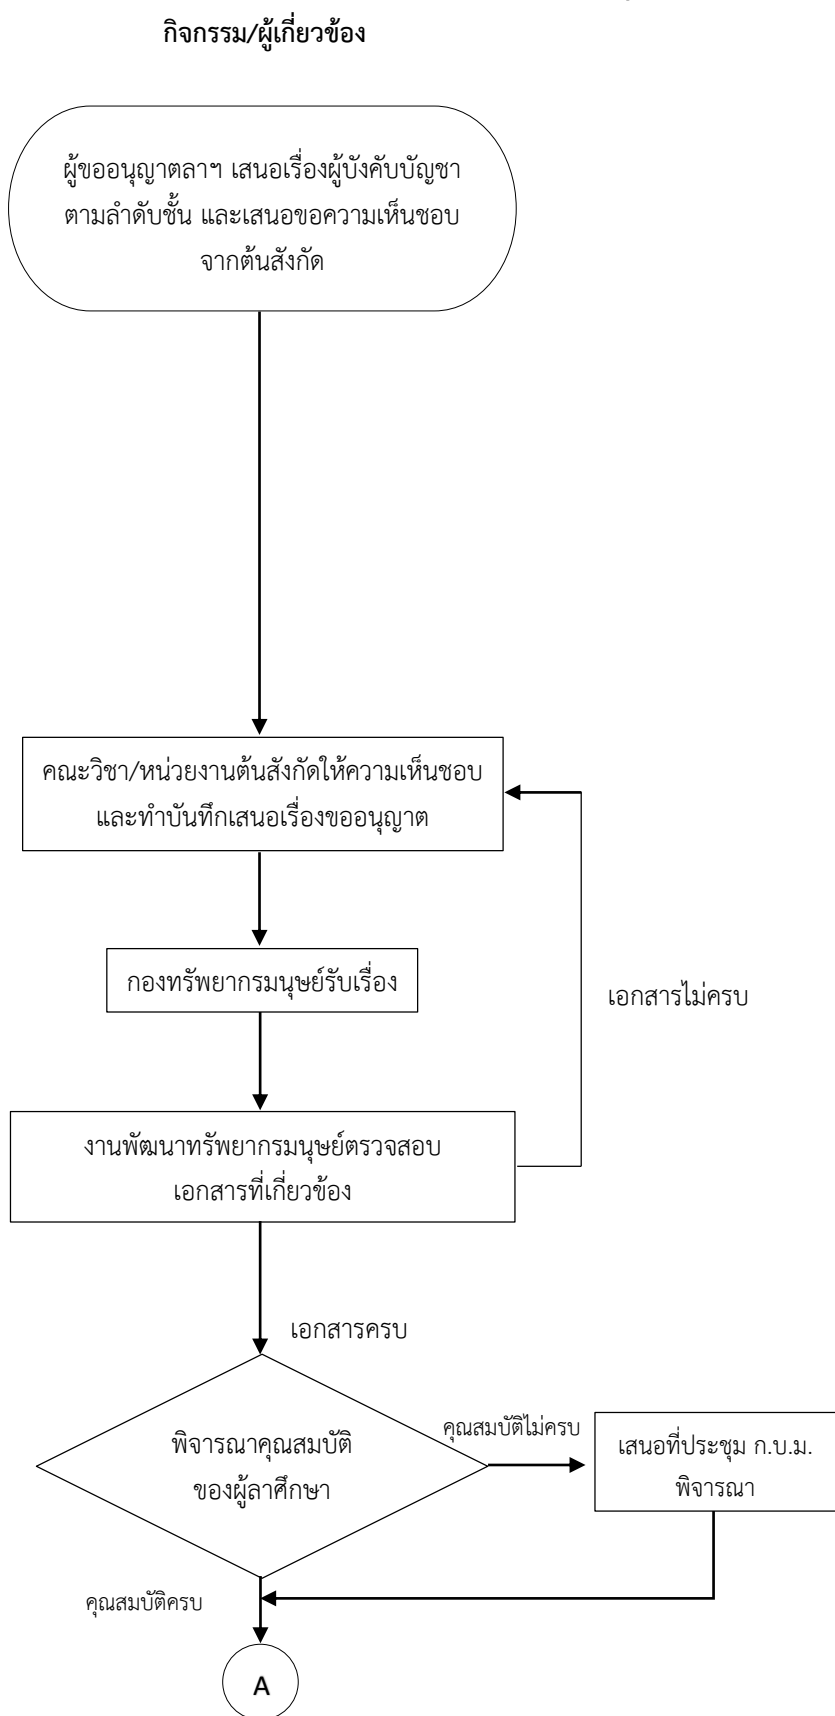 กิจกรรม/ผู้เกี่ยวข้อง
ผู้ขออนุญาตลาฯ เสนอเรื่องผู้บังคับบัญชา
ตามลำดับชั้น และเสนอขอความเห็นชอบ
จากต้นสังกัด
คณะวิชา/หน่วยงานต้นสังกัดให้ความเห็นชอบ
และทำบันทึกเสนอเรื่องขออนุญาต
กองทรัพยากรมนุษย์รับเรื่อง
เอกสารไม่ครบ
งานพัฒนาทรัพยากรมนุษย์ตรวจสอบ
เอกสารที่เกี่ยวข้อง
เอกสารครบ
พิจารณาคุณสมบัติ
ของผู้ลาศึกษา
คุณสมบัติไม่ครบ
เสนอที่ประชุม ก.บ.ม.
พิจารณา
คุณสมบัติครบ
A